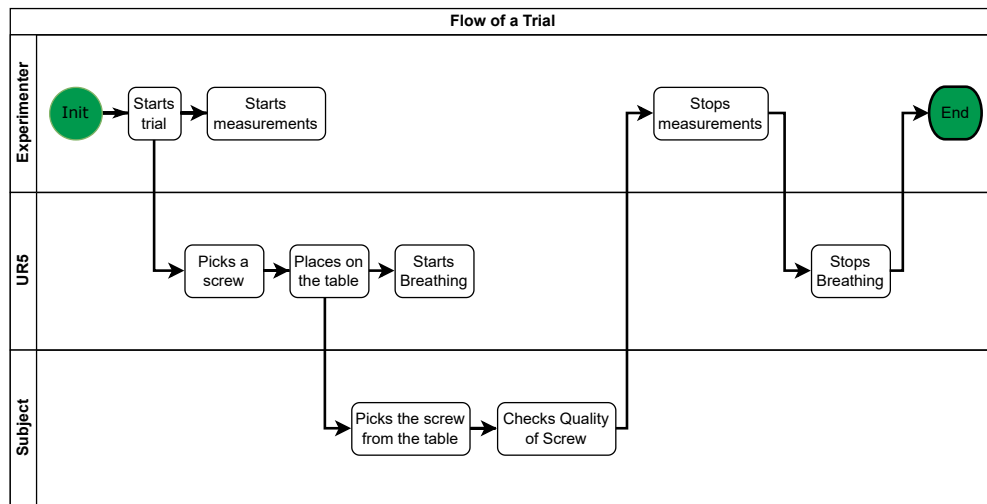 Flow of a Trial
Experimenter
Init
Starts
trial
Starts
measurements
Stops
measurements
End
UR5
Picks a
screw
Places on
the table
Starts
Breathing
Stops
Breathing
Subject
Picks the screw
from the table
Checks Quality
of Screw